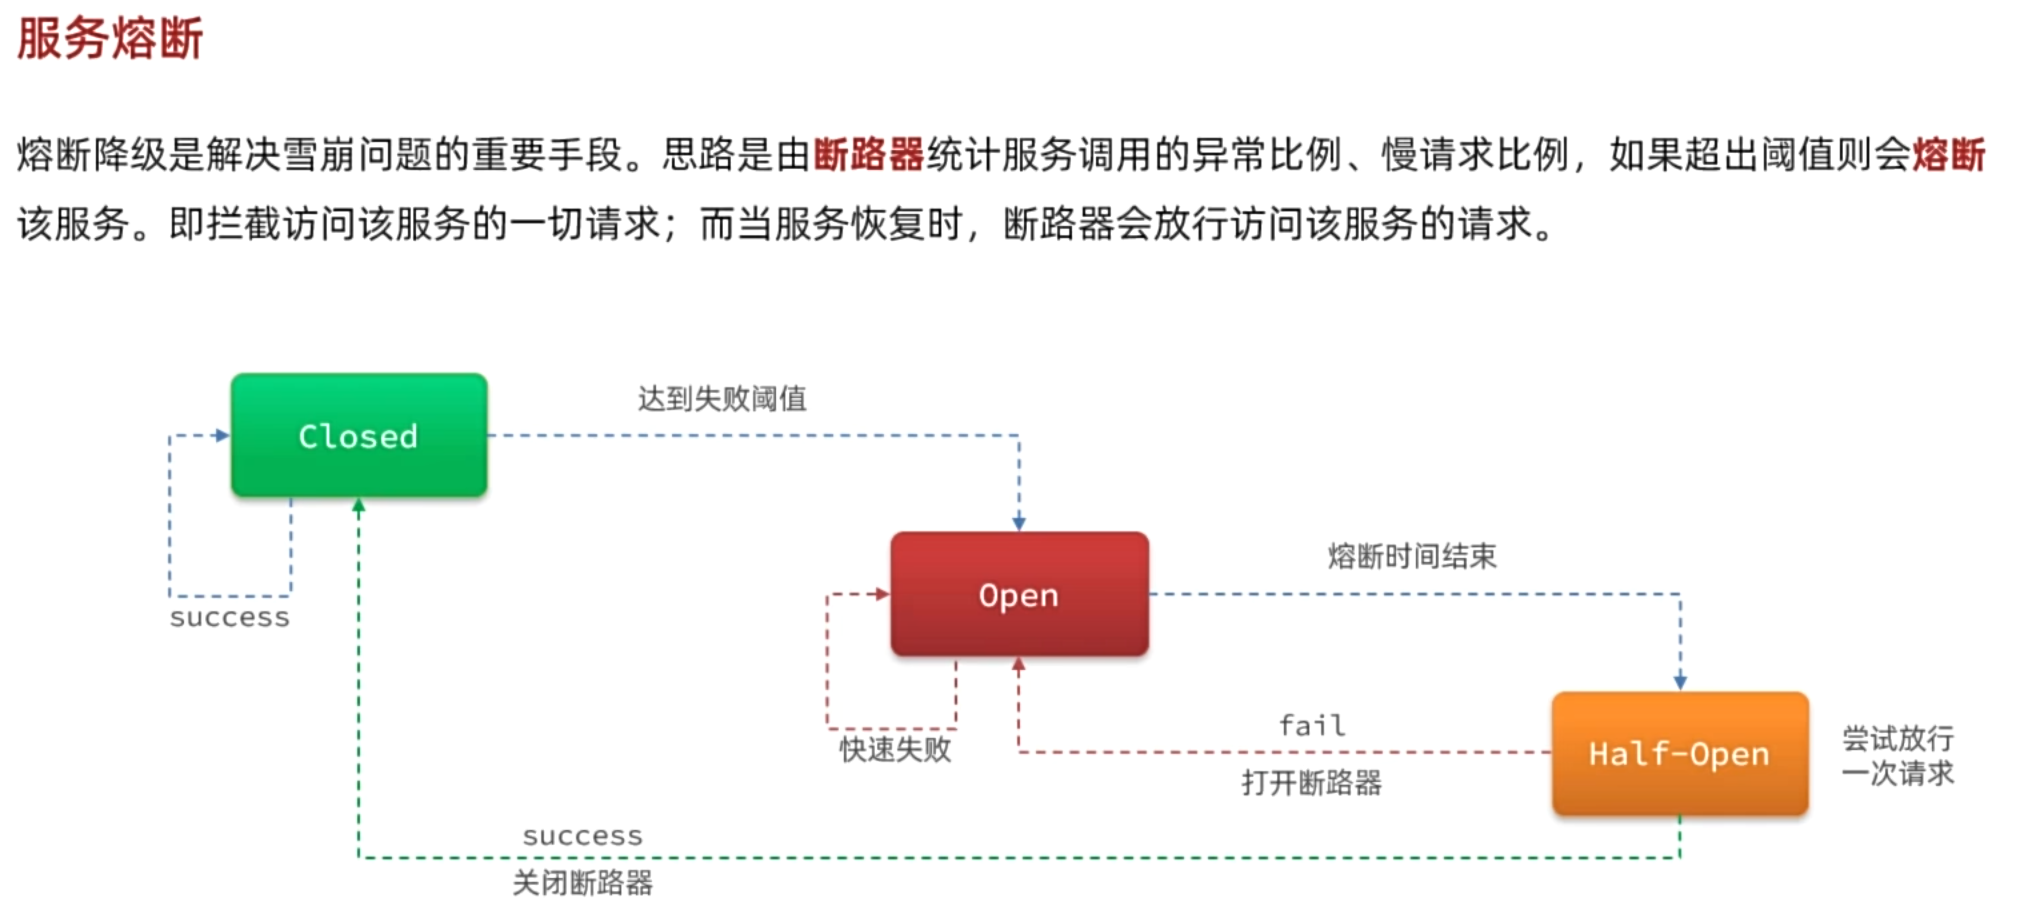 服务熔断
熔断降级是解决雪崩问题的重要手段。思路是由断路器统计服务调用的异常比例、慢请求比例，如果超出阈值则会熔断
该服务。即拦截访问该服务的一切请求；而当服务恢复时，断路器会放行访问该服务的请求。
达到失败阈值
Closed
success
熔断时间结束
Open
快速失败
fail
打开断路器
Half-Open
尝试放行
一次请求
success
关闭断路器